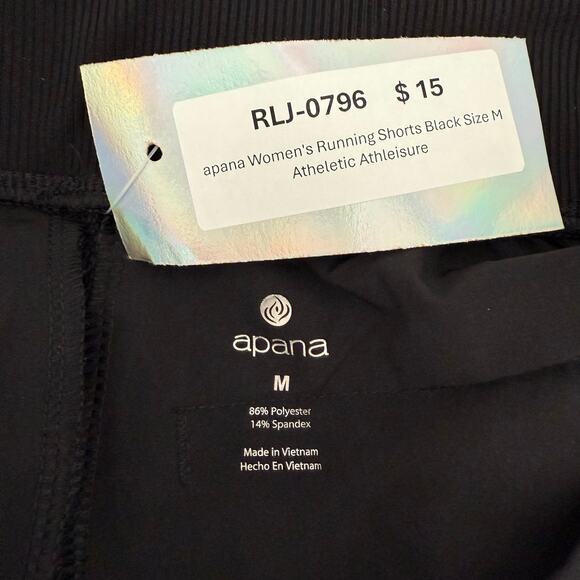 RLJ-0796 $ 15
apana Women's Running Shorts Black Size M
Atheletic Athleisure
apana
M
86% Polyester
14% Spandex
Made in Vietnam
Hecho En Vietnam